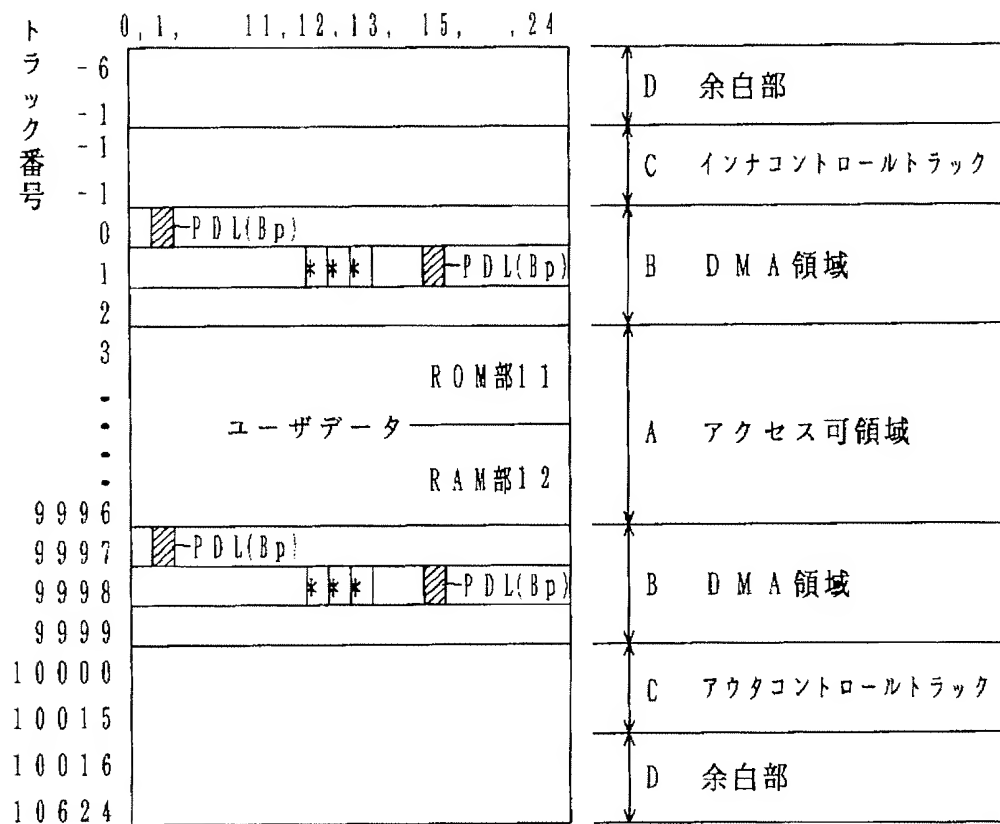 トラック番号
0,1, 11,12,13, 15, ,24
-6
-1
D 余白部
-1
-1
C インナコントロールトラック
0
PDL(Bp)
1
* * *
PDL(Bp)
2
B DMA領域
3
ROM部11
ユーザデータ
RAM部12
9996
A アクセス可領域
9997
PDL(Bp)
9998
* * *
PDL(Bp)
9999
B DMA領域
10000
10015
C アウタコントロールトラック
10016
10624
D 余白部